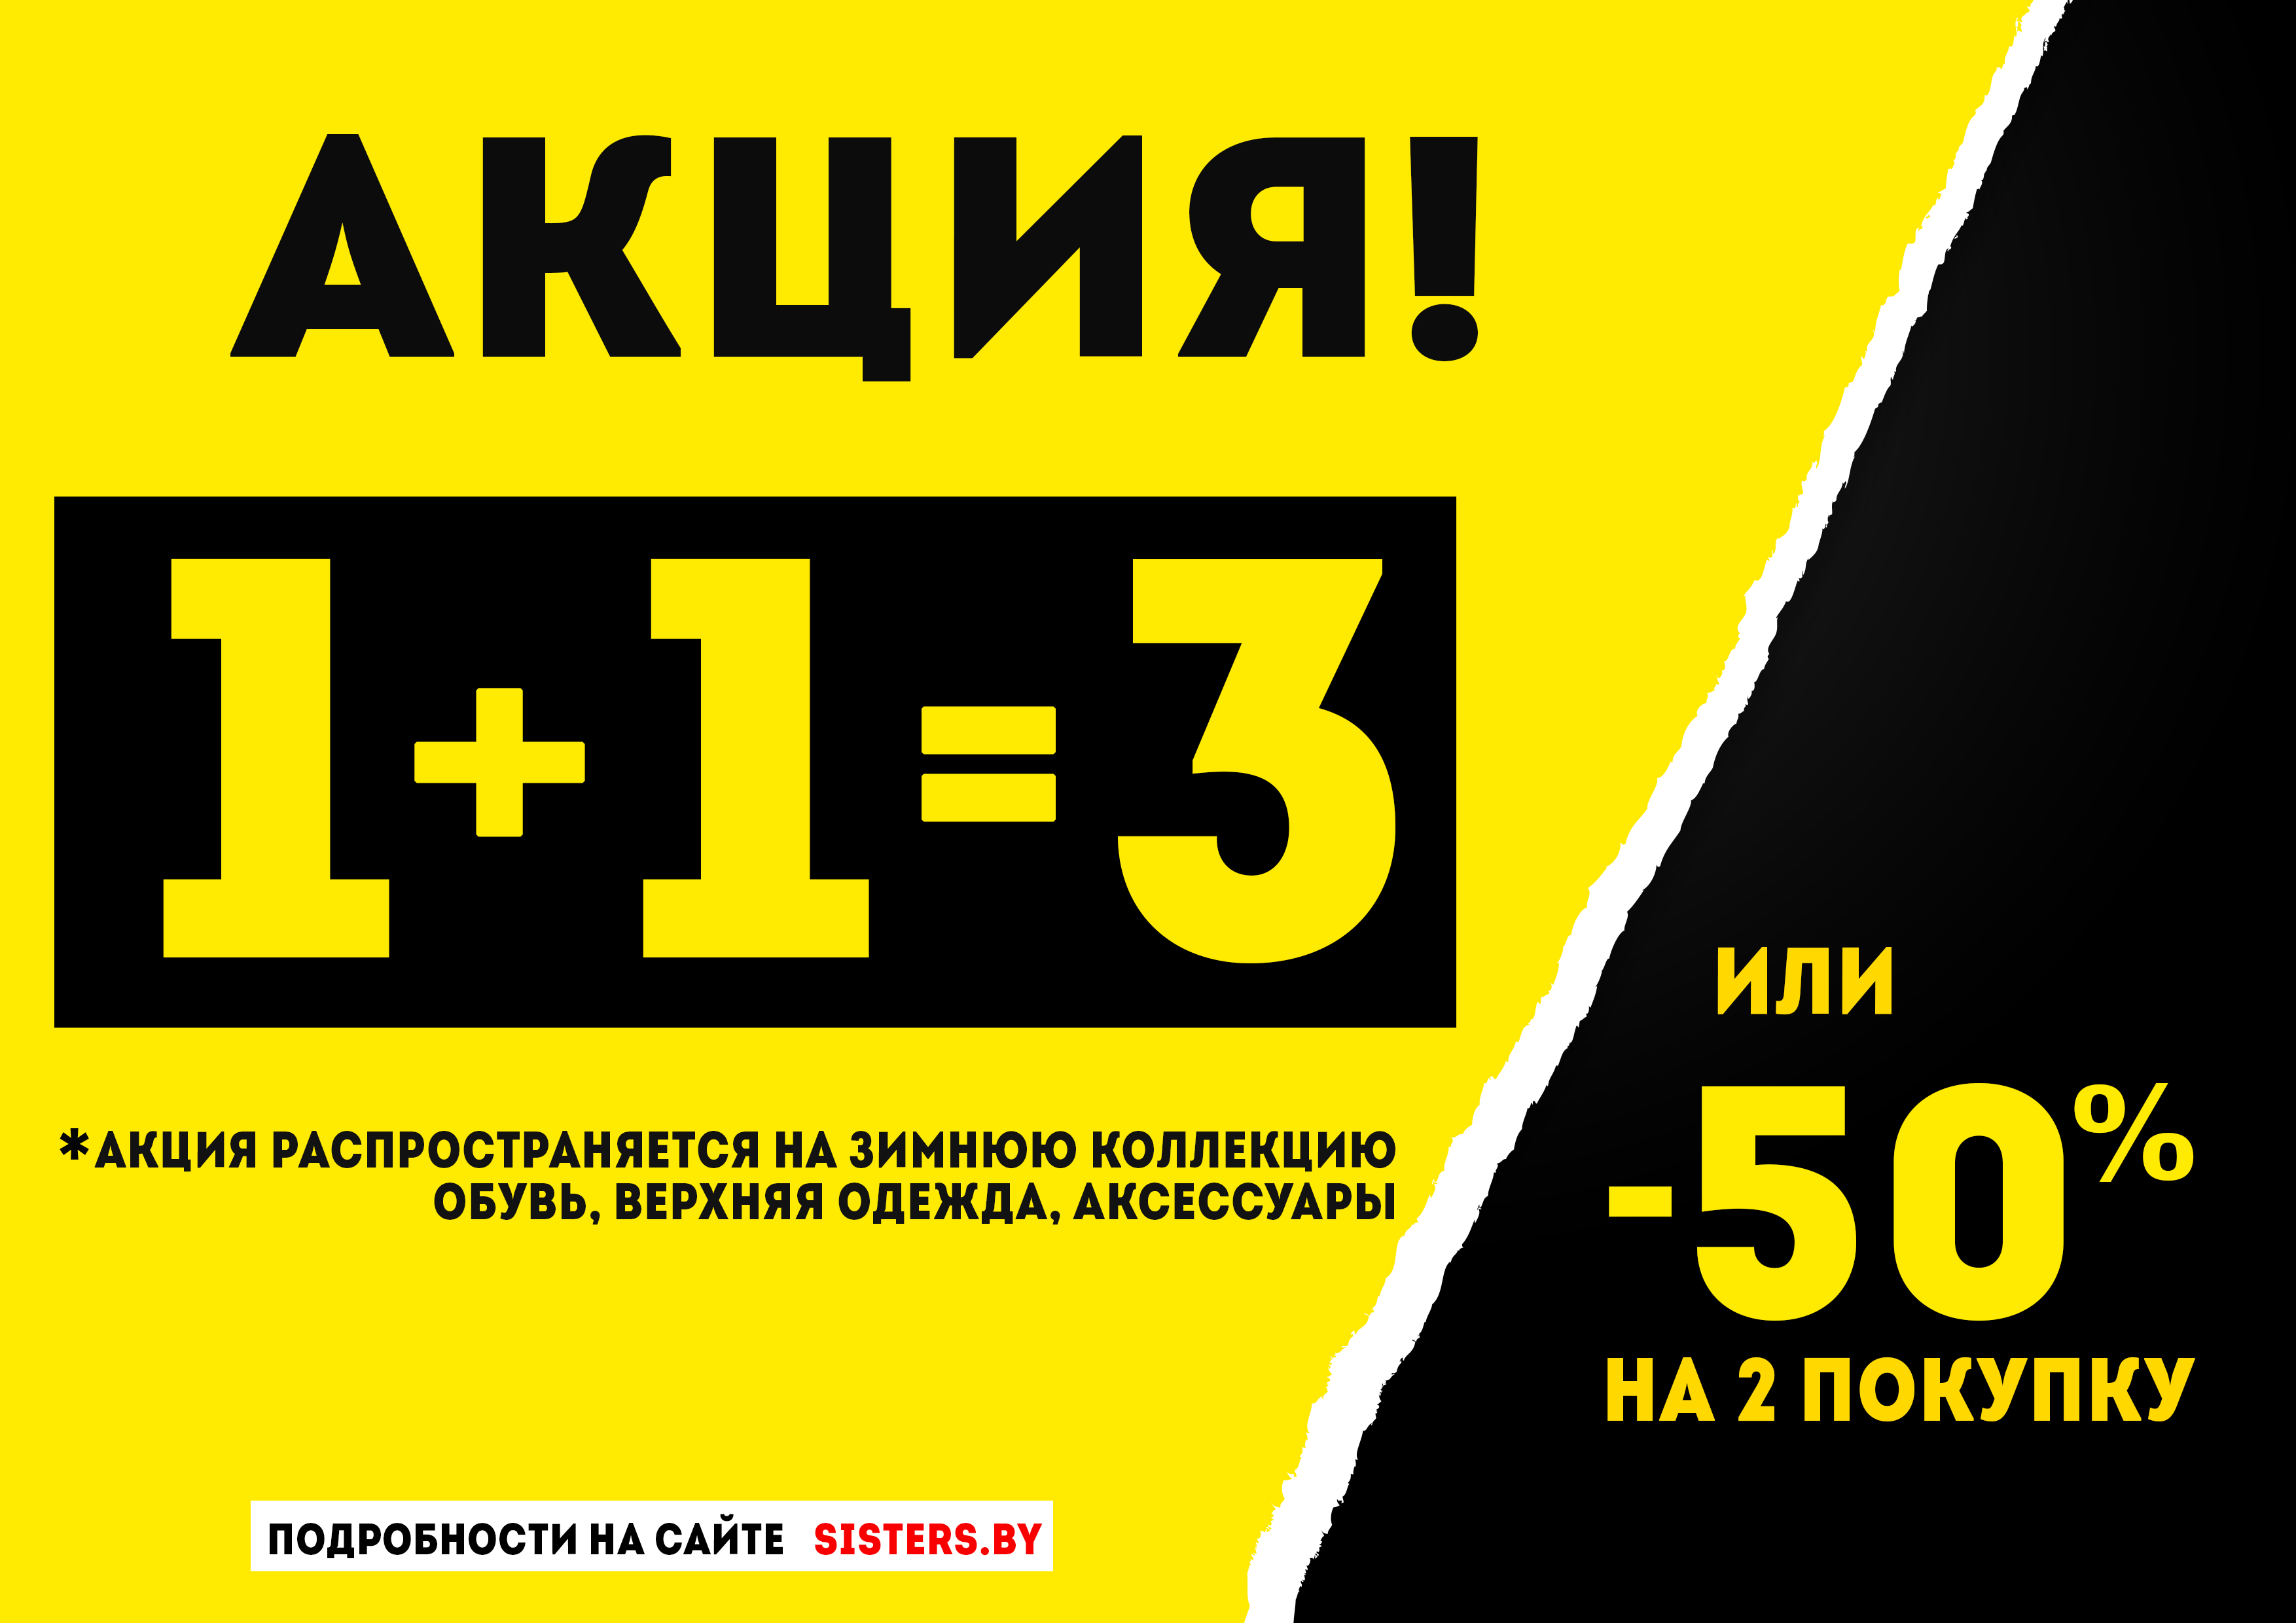 АКЦИЯ!
1+1=3
*АКЦИЯ РАСПРОСТРАНЯЕТСЯ НА ЗИМНЮЮ КОЛЛЕКЦИЮ
ОБУВЬ, ВЕРХНЯЯ ОДЕЖДА, АКСЕССУАРЫ
ИЛИ
-50%
НА 2 ПОКУПКУ
ПОДРОБНОСТИ НА САЙТЕ SISTERS.BY